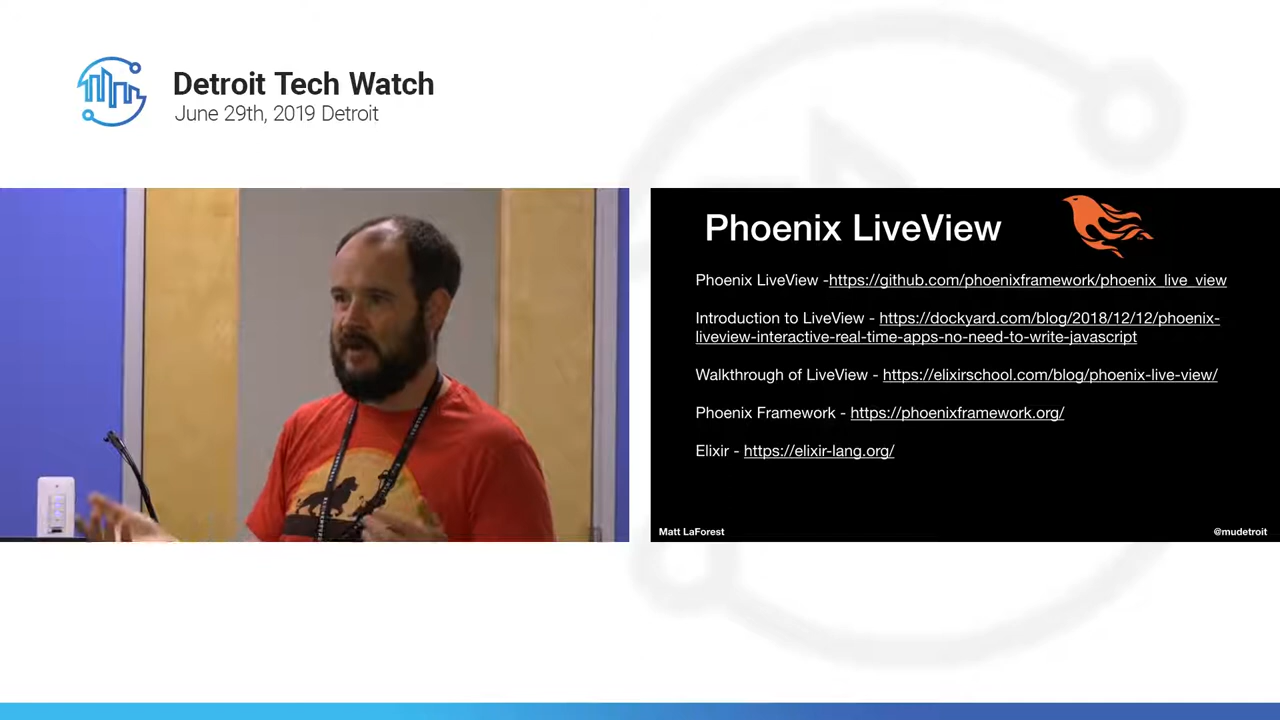 Detroit Tech Watch
June 29th, 2019 Detroit
Phoenix LiveView
Phoenix LiveView -https://github.com/phoenixframework/phoenix_live_view
Introduction to LiveView - https://dockyard.com/blog/2018/12/12/phoenix-
liveview-interactive-real-time-apps-no-need-to-write-javascript
Walkthrough of LiveView - https://elixirschool.com/blog/phoenix-live-view/
Phoenix Framework - https://phoenixframework.org/
Elixir - https://elixir-lang.org/
Matt LaForest
@mudetroit